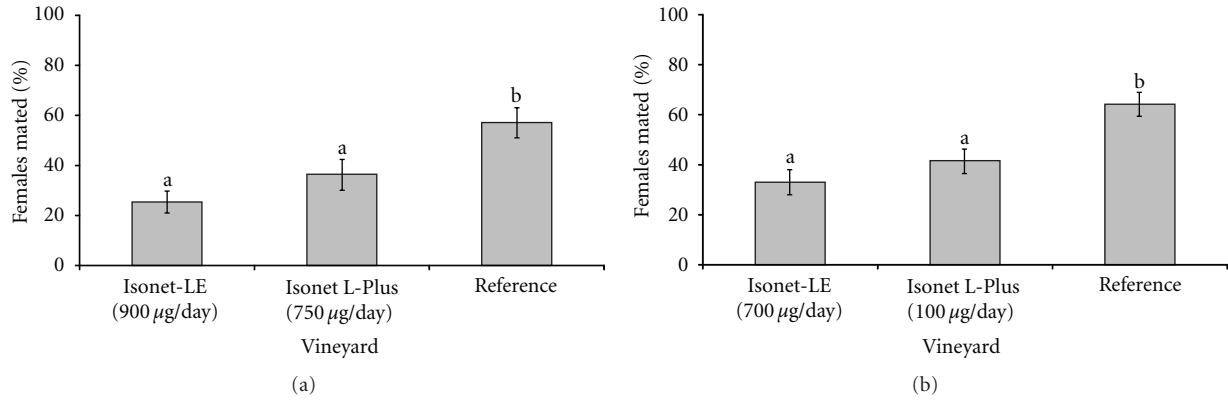 100
80
60
40
20
0
Females mated (%)
a
a
b
Isonet-LE
(900 µg/day)
Isonet L-Plus
(750 µg/day)
Reference
Vineyard
(a)
100
80
60
40
20
0
Females mated (%)
a
a
b
Isonet-LE
(700 µg/day)
Isonet L-Plus
(100 µg/day)
Reference
Vineyard
(b)